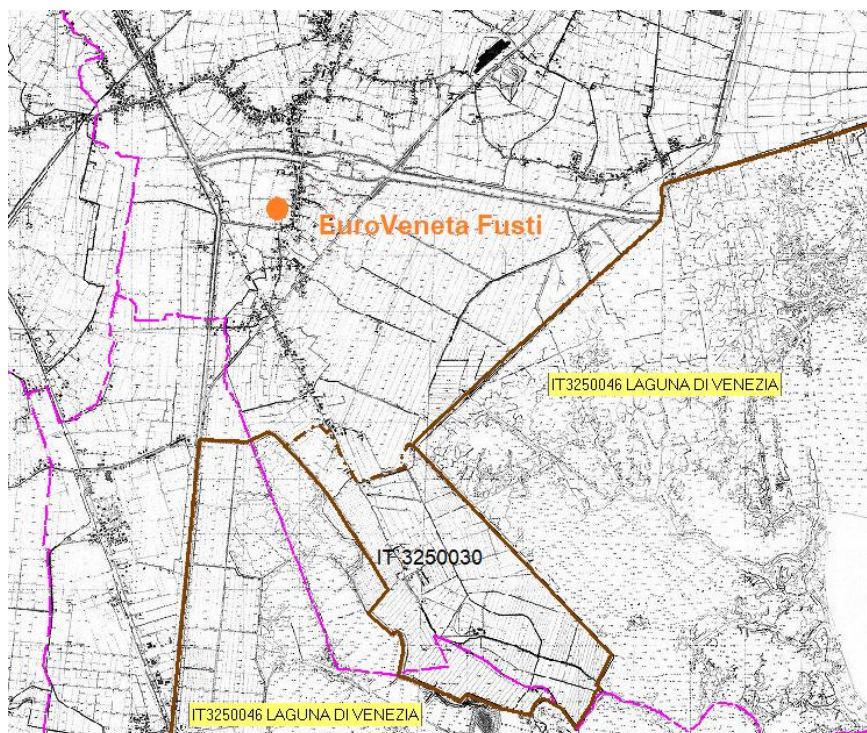 EuroVeneta Fusti
IT3250046 LAGUNA DI VENEZIA
IT 3250030
IT3250046 LAGUNA DI VENEZIA